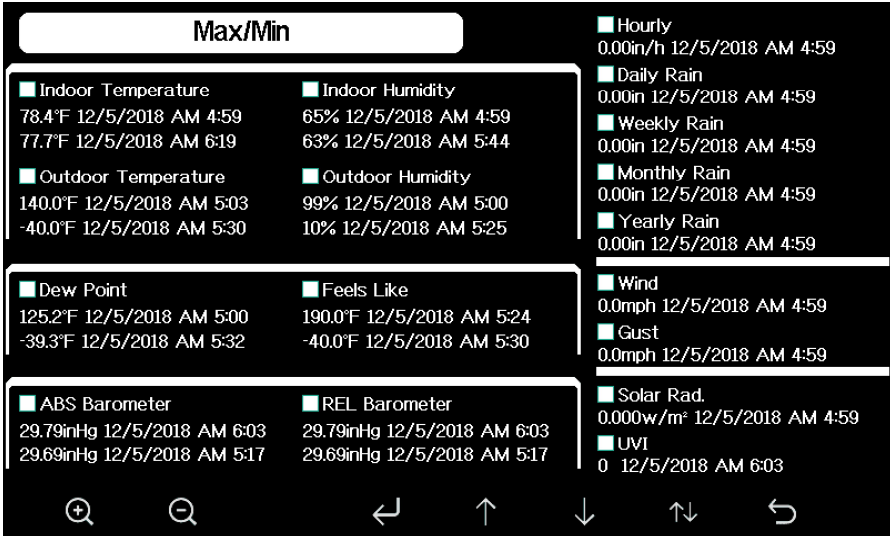 Max/Min
Indoor Temperature
78.4°F 12/5/2018 AM 4:59
77.7°F 12/5/2018 AM 6:19
Indoor Humidity
65% 12/5/2018 AM 4:59
63% 12/5/2018 AM 5:44
Outdoor Temperature
140.0°F 12/5/2018 AM 5:03
-40.0°F 12/5/2018 AM 5:30
Outdoor Humidity
99% 12/5/2018 AM 5:00
10% 12/5/2018 AM 5:25
Dew Point
125.2°F 12/5/2018 AM 5:00
-39.3°F 12/5/2018 AM 5:32
Feels Like
190.0°F 12/5/2018 AM 5:24
-40.0°F 12/5/2018 AM 5:30
ABS Barometer
29.79inHg 12/5/2018 AM 6:03
29.69inHg 12/5/2018 AM 5:17
REL Barometer
29.79inHg 12/5/2018 AM 6:03
29.69inHg 12/5/2018 AM 5:17
Hourly
0.00in/h 12/5/2018 AM 4:59
Daily Rain
0.00in 12/5/2018 AM 4:59
Weekly Rain
0.00in 12/5/2018 AM 4:59
Monthly Rain
0.00in 12/5/2018 AM 4:59
Yearly Rain
0.00in 12/5/2018 AM 4:59
Wind
0.0mph 12/5/2018 AM 4:59
Gust
0.0mph 12/5/2018 AM 4:59
Solar Rad.
0.000w/m² 12/5/2018 AM 4:59
UVI
0 12/5/2018 AM 6:03